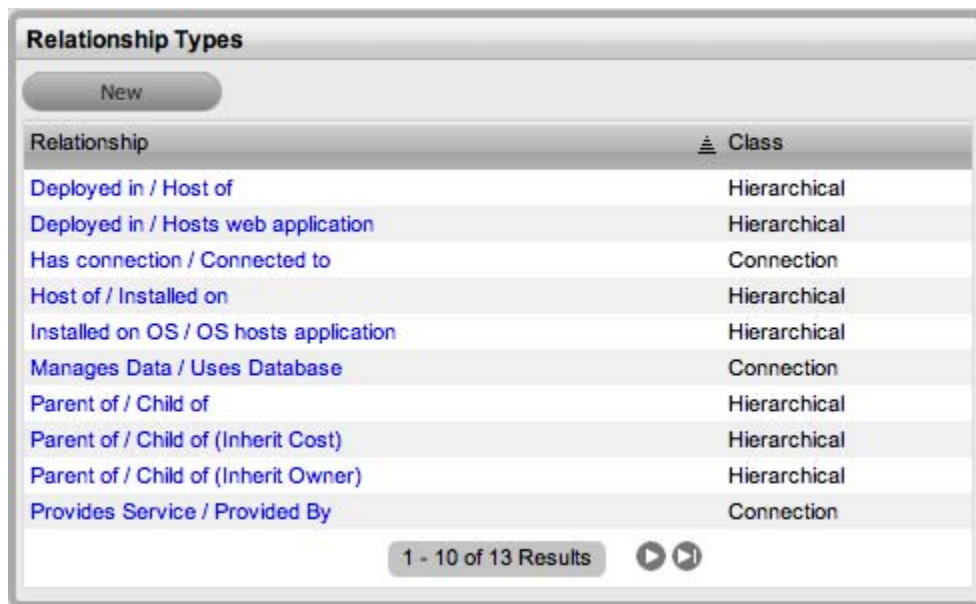 Relationship Types
New
Relationship Class
Deployed in / Host of Hierarchical
Deployed in / Hosts web application Hierarchical
Has connection / Connected to Connection
Host of / Installed on Hierarchical
Installed on OS / OS hosts application Hierarchical
Manages Data / Uses Database Connection
Parent of / Child of Hierarchical
Parent of / Child of (Inherit Cost) Hierarchical
Parent of / Child of (Inherit Owner) Hierarchical
Provides Service / Provided By Connection
1 - 10 of 13 Results